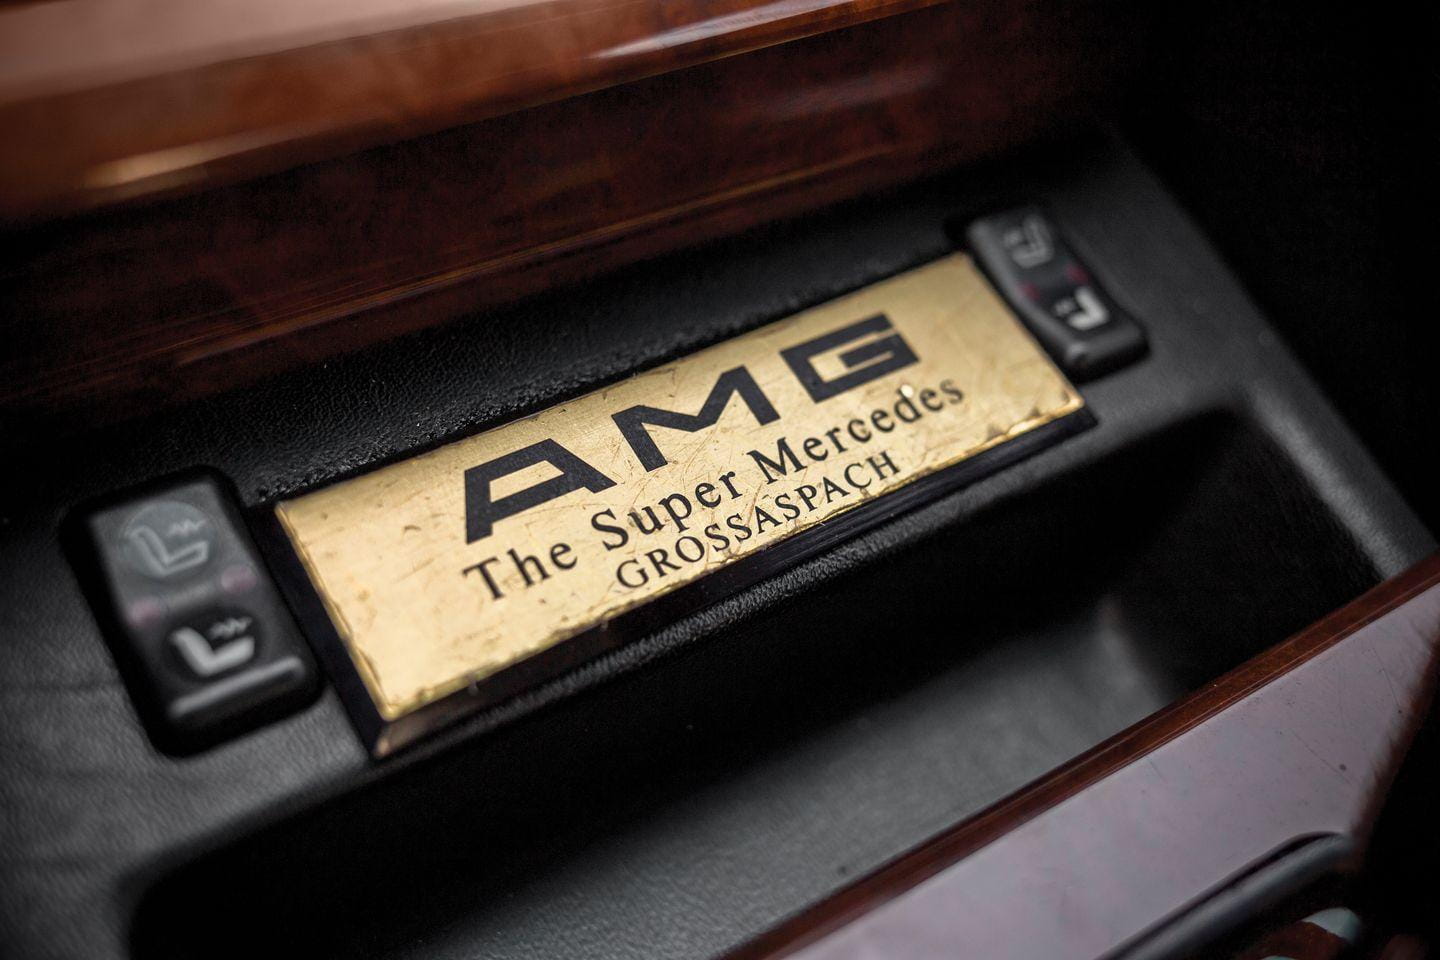 AMG
The Super Mercedes
GROSSASPACH